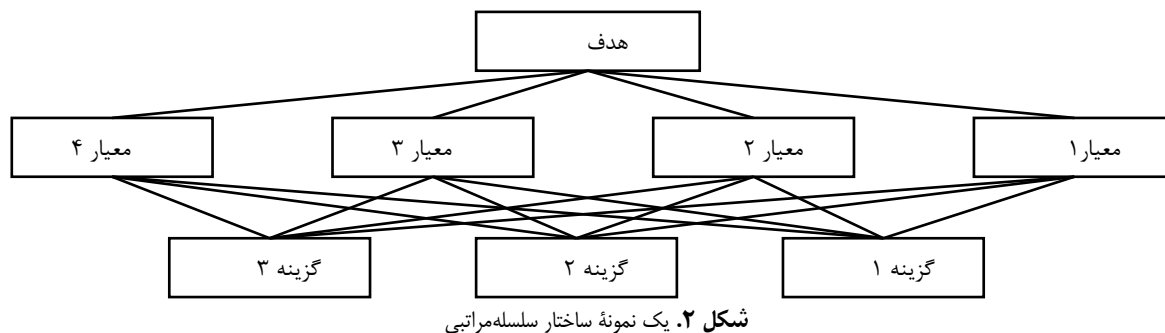 هدف
معیار۱
معیار ۲
معیار ۳
معیار ۴
گزینه ۱
گزینه ۲
گزینه ۳
شکل ۲. یک نمونۀ ساختار سلسله‌مراتبی